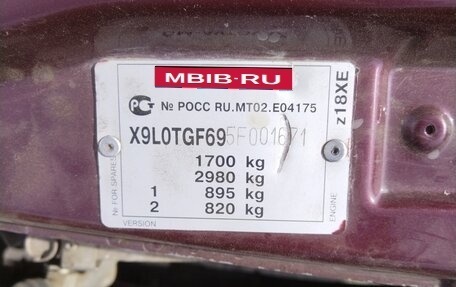 MBIB-RU
№ РОСС RU.MT02.E04175
X9L0TGF695F001671
1700 kg
2980 kg
1 895 kg
2 820 kg
№ FOR SPARES
VERSION
ENGINE
z18XE